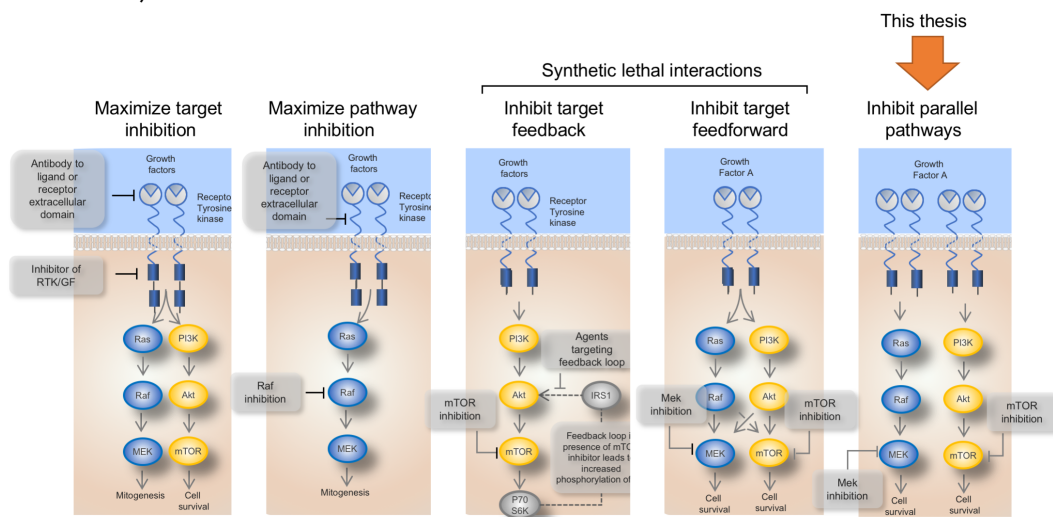 This thesis
Synthetic lethal interactions
Maximize target
inhibition
Maximize pathway
inhibition
Inhibit target
feedback
Inhibit target
feedforward
Inhibit parallel
pathways
Antibody to
ligand or
receptor
extracellular
domain
Growth
factors
Receptor
Tyrosine
kinase
Inhibitor of
RTK/GF
Ras
PI3K
Raf
Akt
MEK
mTOR
Mitogenesis
Cell
survival
Antibody to
ligand or
receptor
extracellular
domain
Growth
factors
Receptor
Tyrosine
kinase
Ras
Raf
inhibition
Raf
MEK
Mitogenesis
Growth
factors
Receptor
Tyrosine
kinase
PI3K
Agents
targeting
feedback loop
Akt
IRS1
mTOR
inhibition
mTOR
Feedback loop i
presence of mTO
inhibitor leads t
increased
phosphorylation of
P70
S6K
Growth
Factor A
Ras
PI3K
Mek
inhibition
Raf
Akt
mTOR
inhibition
MEK
mTOR
Cell
survival
Cell
survival
Growth
Factor A
Ras
PI3K
Raf
Akt
mTOR
inhibition
MEK
mTOR
Mek
inhibition
Cell
survival
Cell
survival